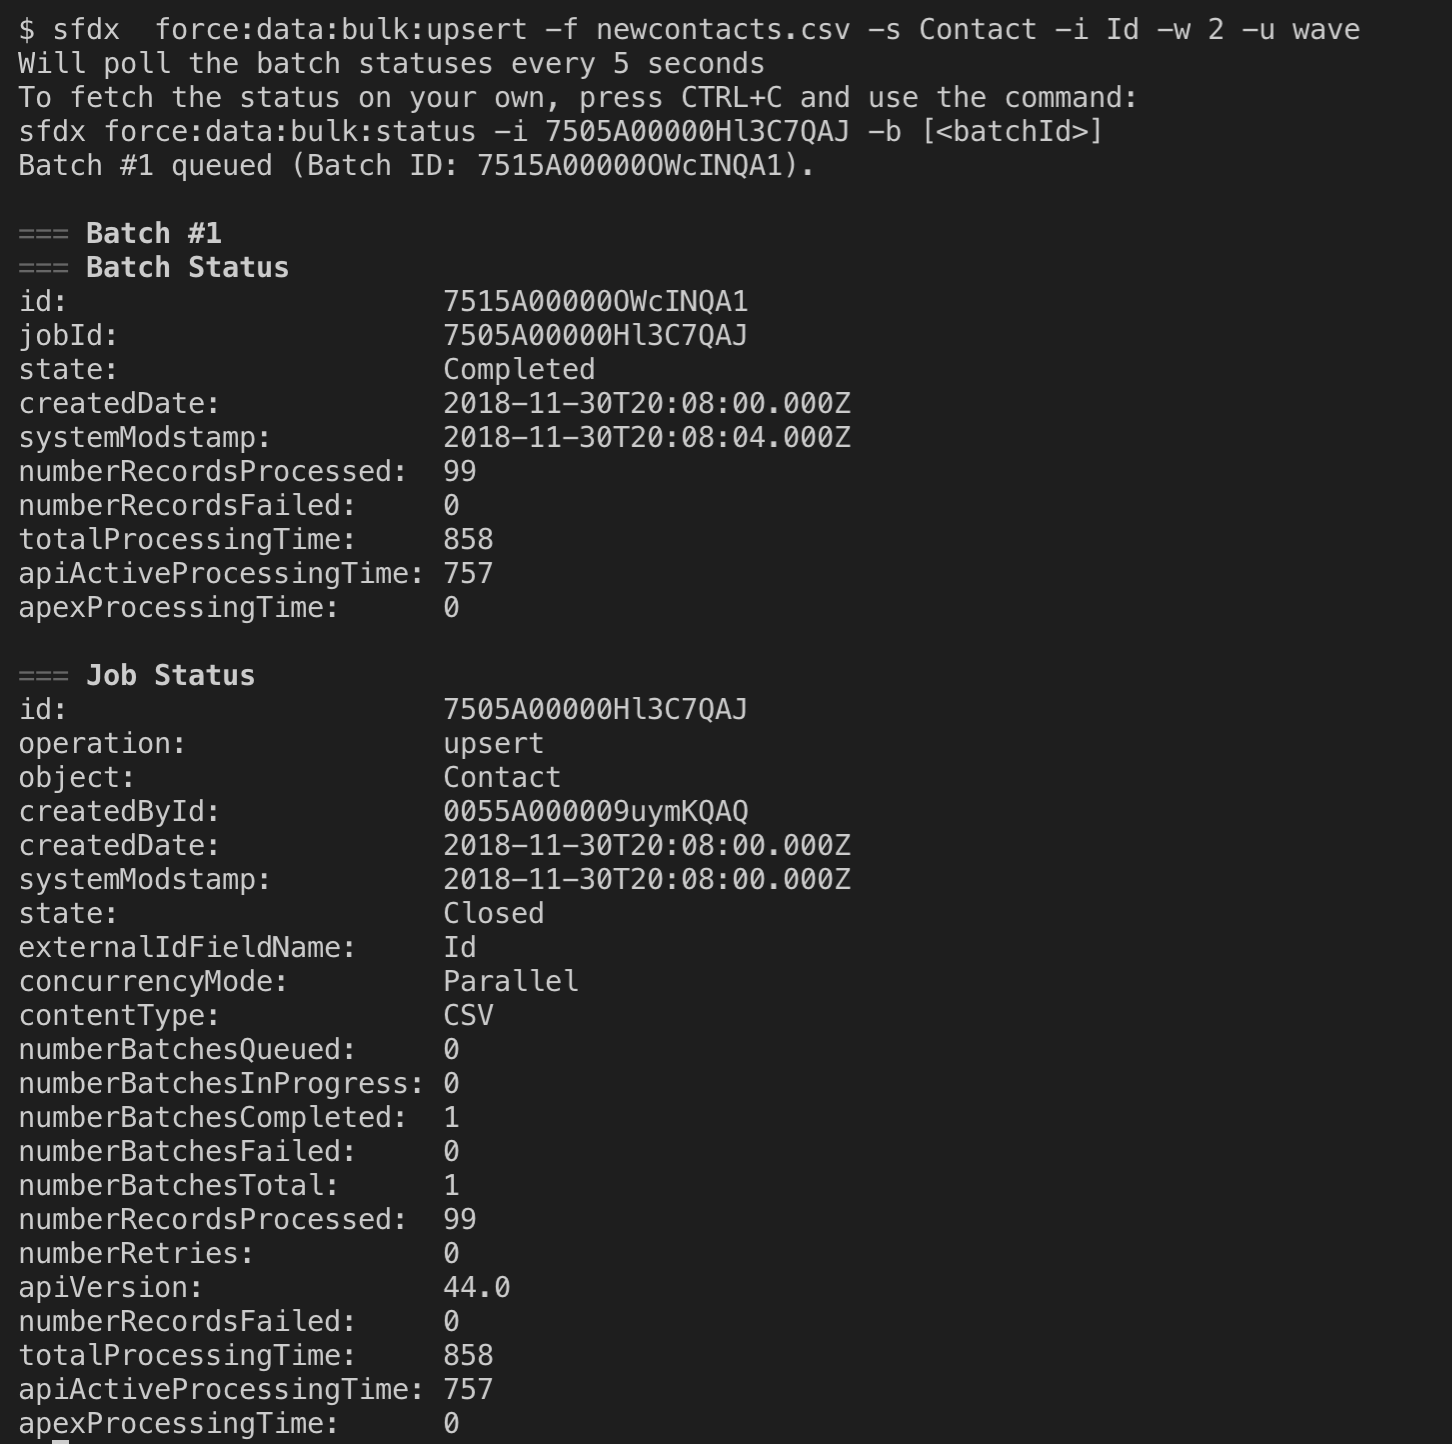 $ sfdx  force:data:bulk:upsert -f newcontacts.csv -s Contact -i Id -w 2 -u wave
Will poll the batch statuses every 5 seconds
To fetch the status on your own, press CTRL+C and use the command:
sfdx force:data:bulk:status -i 7505A00000Hl3C7QAJ -b [<batchId>]
Batch #1 queued (Batch ID: 7515A00000OWcINQA1).

=== Batch #1
=== Batch Status
id:                      7515A00000OWcINQA1
jobId:                   7505A00000Hl3C7QAJ
state:                   Completed
createdDate:             2018-11-30T20:08:00.000Z
systemModstamp:          2018-11-30T20:08:04.000Z
numberRecordsProcessed:  99
numberRecordsFailed:     0
totalProcessingTime:     858
apiActiveProcessingTime: 757
apexProcessingTime:      0

=== Job Status
id:                      7505A00000Hl3C7QAJ
operation:               upsert
object:                  Contact
createdById:             0055A000009uymKQAQ
createdDate:             2018-11-30T20:08:00.000Z
systemModstamp:          2018-11-30T20:08:00.000Z
state:                   Closed
externalIdFieldName:     Id
concurrencyMode:         Parallel
contentType:             CSV
numberBatchesQueued:     0
numberBatchesInProgress: 0
numberBatchesCompleted:  1
numberBatchesFailed:     0
numberBatchesTotal:      1
numberRecordsProcessed:  99
numberRetries:           0
apiVersion:              44.0
numberRecordsFailed:     0
totalProcessingTime:     858
apiActiveProcessingTime: 757
apexProcessingTime:      0